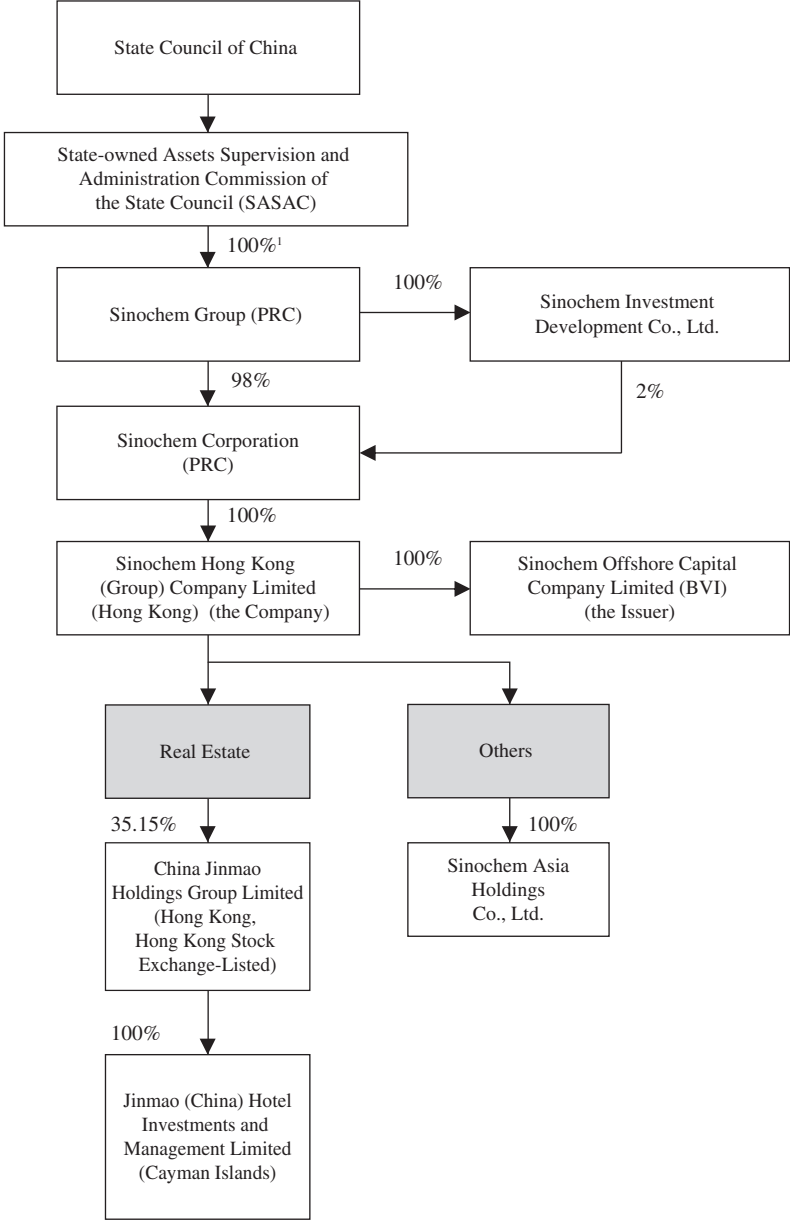 State Council of China
State-owned Assets Supervision and
Administration Commission of
the State Council (SASAC)
100%¹
Sinochem Group (PRC)
100%
Sinochem Investment
Development Co., Ltd.
98%
2%
Sinochem Corporation
(PRC)
100%
Sinochem Hong Kong
(Group) Company Limited
(Hong Kong) (the Company)
100%
Sinochem Offshore Capital
Company Limited (BVI)
(the Issuer)
Real Estate
Others
35.15%
100%
China Jinmao
Holdings Group Limited
(Hong Kong,
Hong Kong Stock
Exchange-Listed)
Sinochem Asia
Holdings
Co., Ltd.
100%
Jinmao (China) Hotel
Investments and
Management Limited
(Cayman Islands)